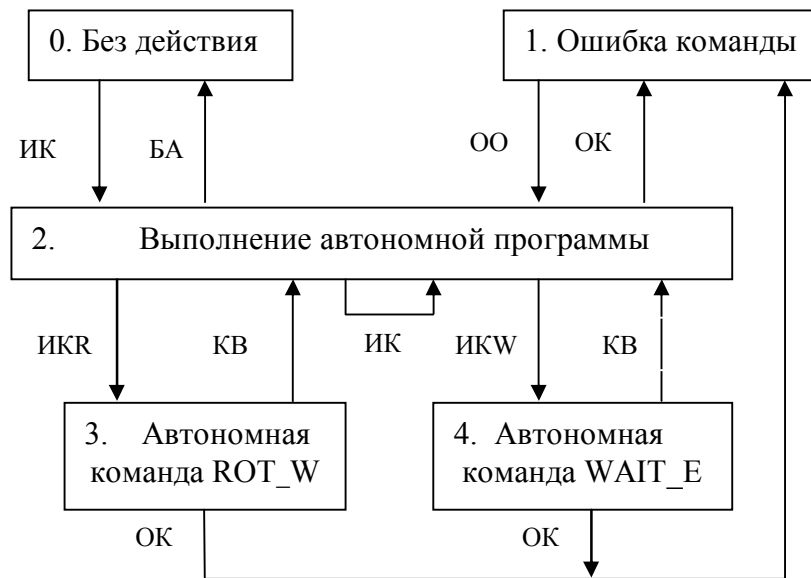 0. Без действия
1. Ошибка команды
ИК
БА
ОО
ОК
2. Выполнение автономной программы
ИКR
КВ
ИК
ИКW
КВ
3. Автономная
команда ROT_W
4. Автономная
команда WAIT_E
ОК
ОК